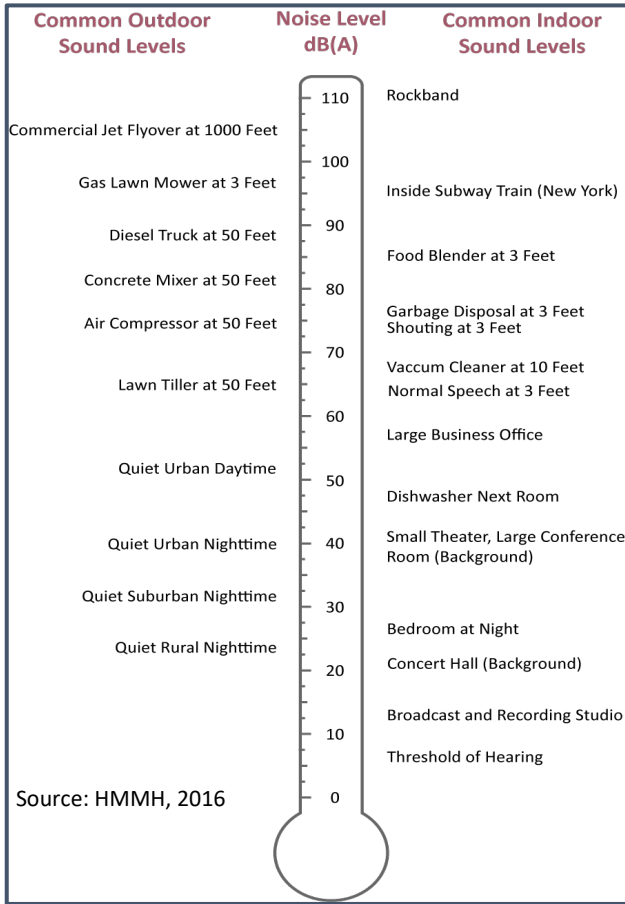 Common Outdoor
Sound Levels
Noise Level
dB(A)
Common Indoor
Sound Levels
110
Rockband
Commercial Jet Flyover at 1000 Feet
100
Gas Lawn Mower at 3 Feet
Inside Subway Train (New York)
90
Diesel Truck at 50 Feet
Food Blender at 3 Feet
Concrete Mixer at 50 Feet
80
Garbage Disposal at 3 Feet
Air Compressor at 50 Feet
Shouting at 3 Feet
70
Vaccum Cleaner at 10 Feet
Lawn Tiller at 50 Feet
Normal Speech at 3 Feet
60
Large Business Office
Quiet Urban Daytime
50
Dishwasher Next Room
Quiet Urban Nighttime
40
Small Theater, Large Conference
Room (Background)
Quiet Suburban Nighttime
30
Bedroom at Night
Quiet Rural Nighttime
20
Concert Hall (Background)
Broadcast and Recording Studio
10
Threshold of Hearing
Source: HMMH, 2016
0